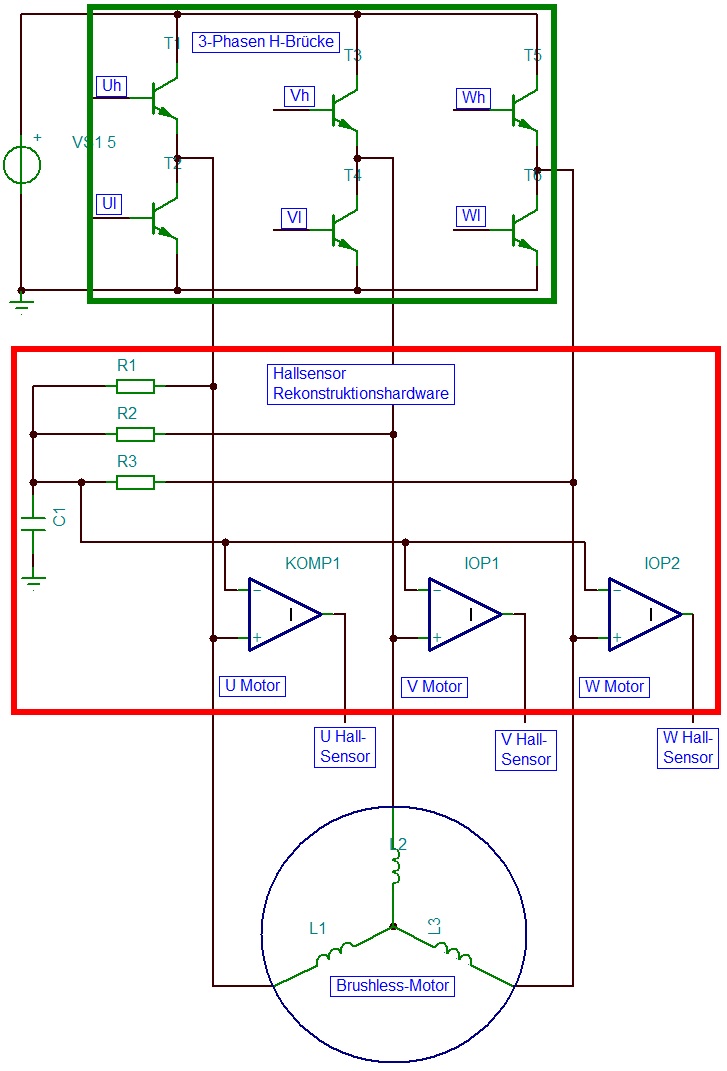 T1
3-Phasen H-Brücke
T3
T5
Uh
Vh
Wh
+
VS1 5
T2
T4
T6
Ul
Vl
Wl
R1
Hallsensor
Rekonstruktionshardware
R2
R3
C1
KOMP1
IOP1
IOP2
U Motor
V Motor
W Motor
U Hall-
Sensor
V Hall-
Sensor
W Hall-
Sensor
L2
L1
L3
Brushless-Motor